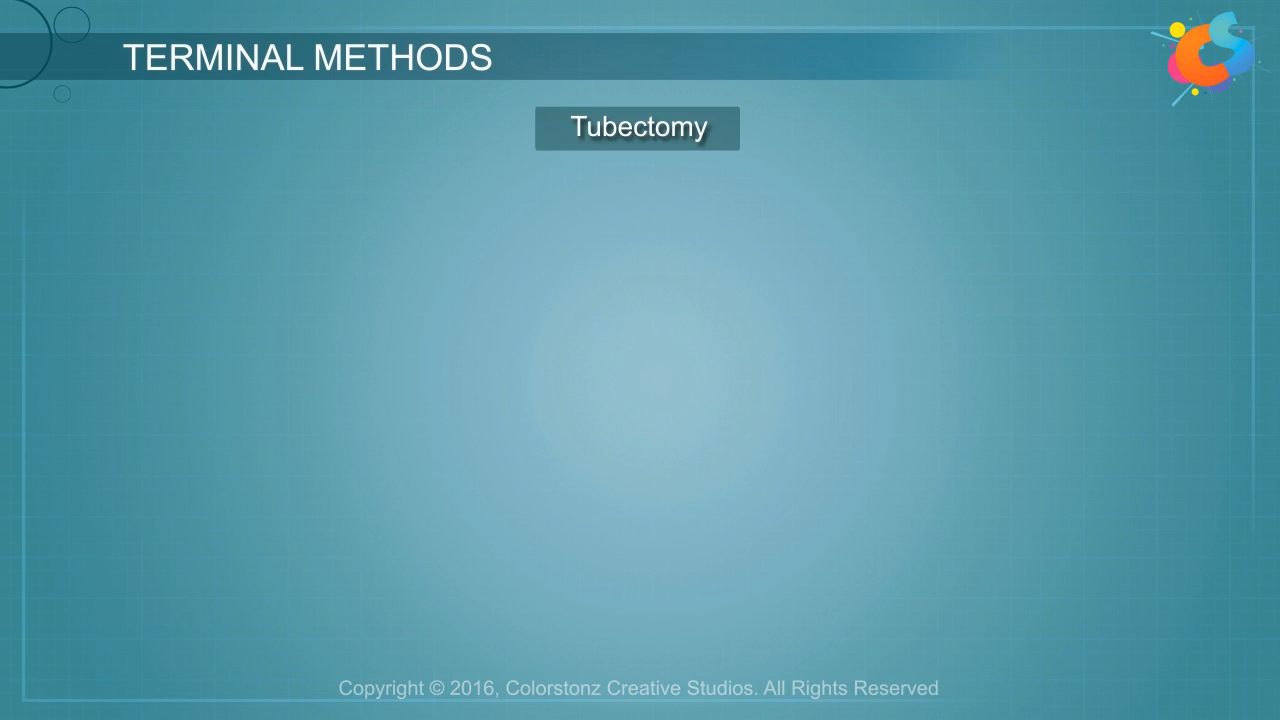 TERMINAL METHODS
Tubectomy
Copyright © 2016, Colorstonz Creative Studios. All Rights Reserved